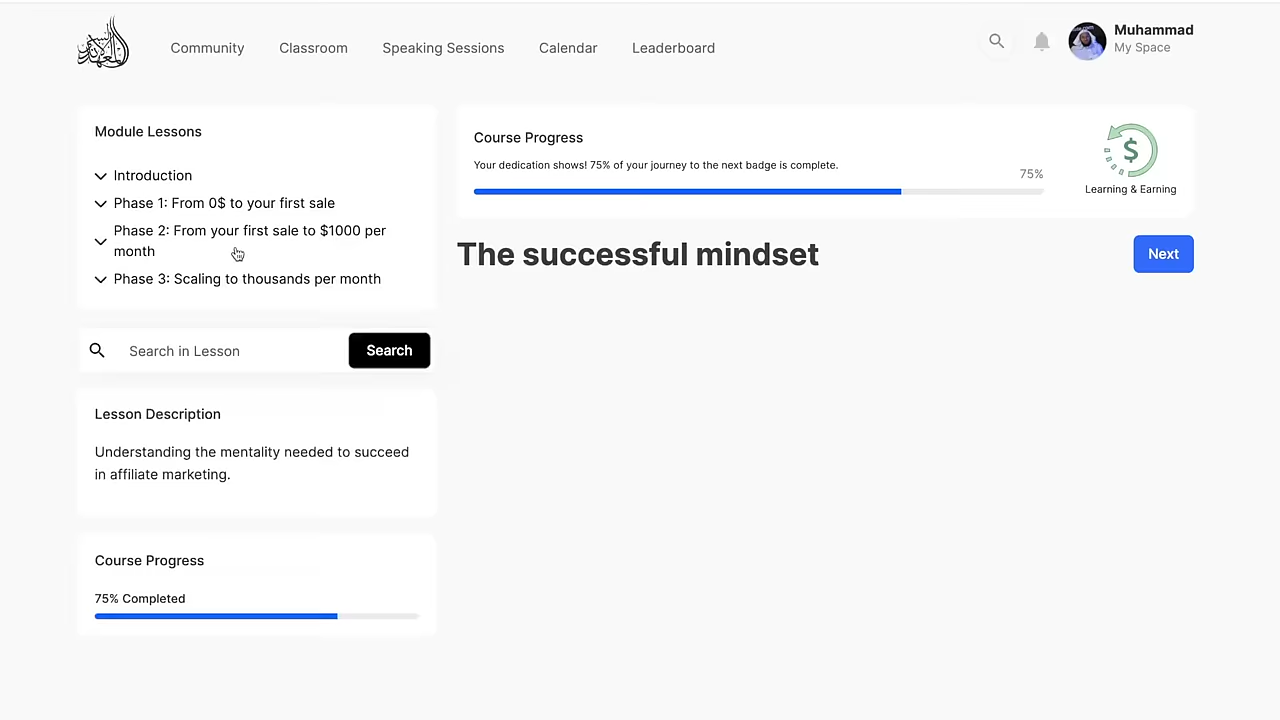 Community
Classroom
Speaking Sessions
Calendar
Leaderboard
Muhammad
My Space
Module Lessons
Introduction
Phase 1: From 0$ to your first sale
Phase 2: From your first sale to $1000 per
month
Phase 3: Scaling to thousands per month
Search in Lesson
Search
Lesson Description
Understanding the mentality needed to succeed
in affiliate marketing.
Course Progress
75% Completed
Course Progress
Your dedication shows! 75% of your journey to the next badge is complete.
75%
$
Learning & Earning
The successful mindset
Next